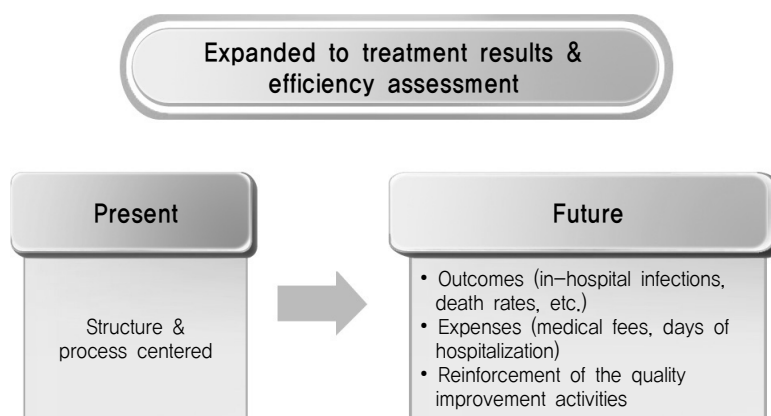 Expanded to treatment results &
efficiency assessment
Present
Future
Structure &
process centered
• Outcomes (in-hospital infections,
death rates, etc.)
• Expenses (medical fees, days of
hospitalization)
• Reinforcement of the quality
improvement activities